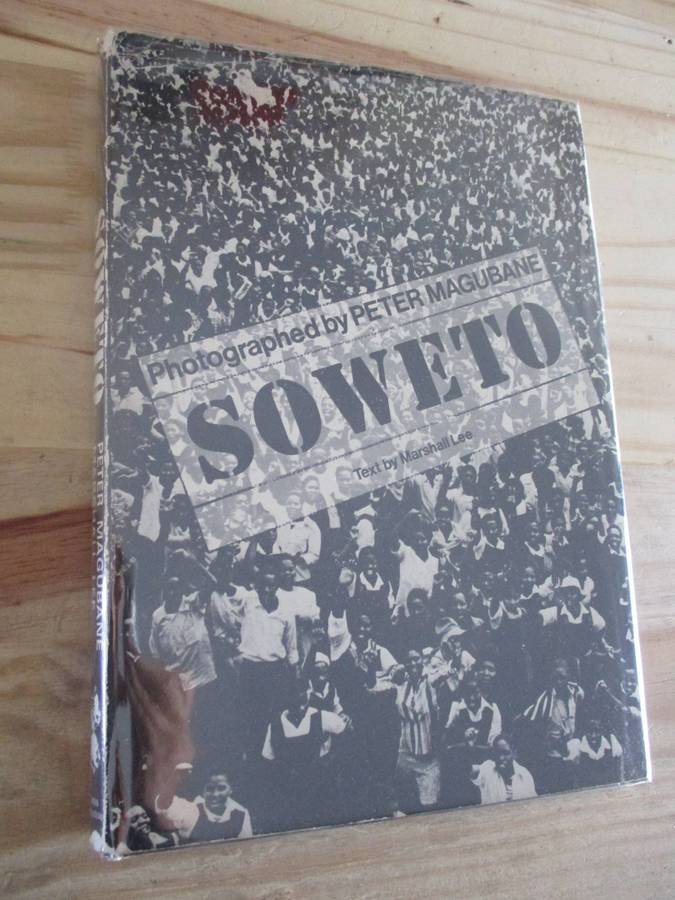 Photographed by PETER MAGUBANE
SOWETO
Text by Marshall Lee
SOWETO PETER MAGUBANE